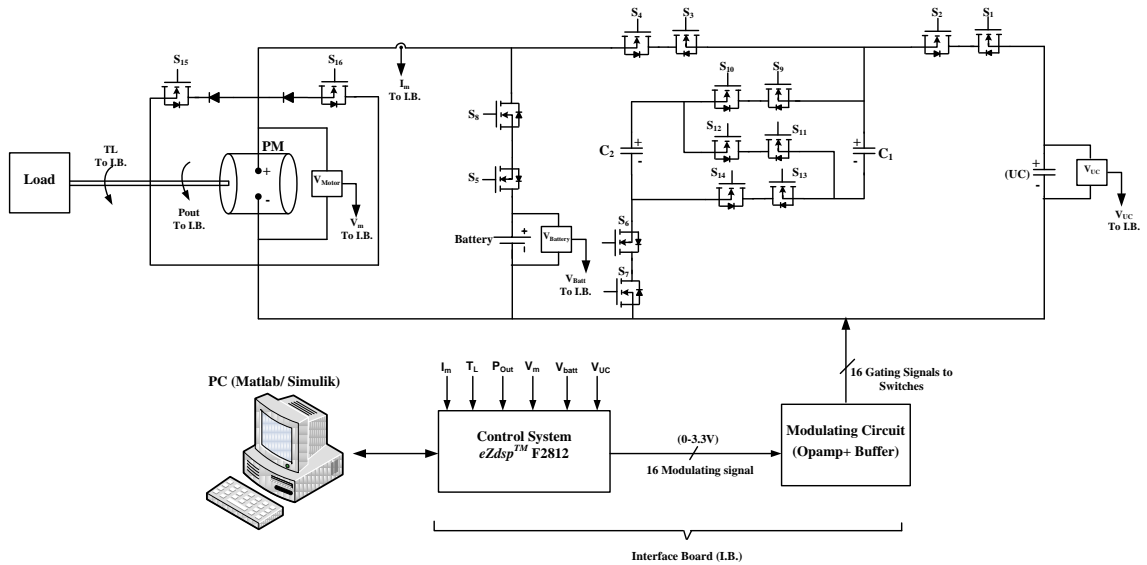 S4
S3
S2
S1
S15
S16
Im
To I.B.
S10
S9
S8
S12
S11
C2
+
-
+
-
C1
S14
S13
PM
+
-
VMotor
Vm
To I.B.
Load
TL
To I.B.
Pout
To I.B.
S5
Battery
+
-
VBattery
VBatt
To I.B.
S6
S7
(UC)
+
-
VUC
VUC
To I.B.
16 Gating Signals to
Switches
PC (Matlab/ Simulik)
Im
TL
POut
Vm
Vbatt
VUC
Control System
eZdspTM F2812
(0-3.3V)
16 Modulating signal
Modulating Circuit
(Opamp+ Buffer)
Interface Board (I.B.)